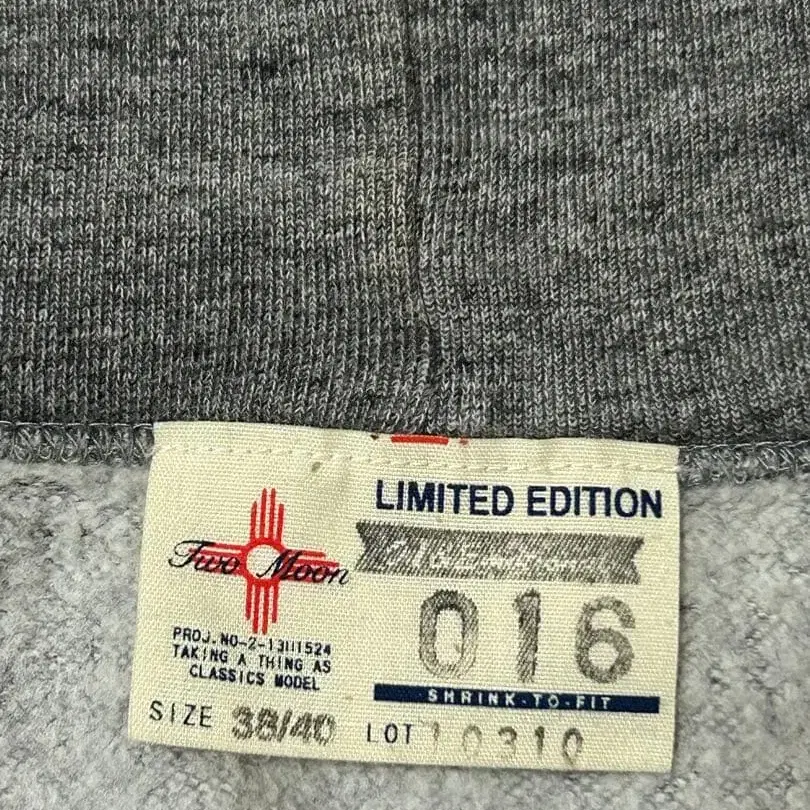 LIMITED EDITION
Two Moon
016
PROJ.NO-2-1311524
TAKING A THING AS
CLASSICS MODEL
SHRINK-TO-FIT
SIZE 38/40 LOT 10310